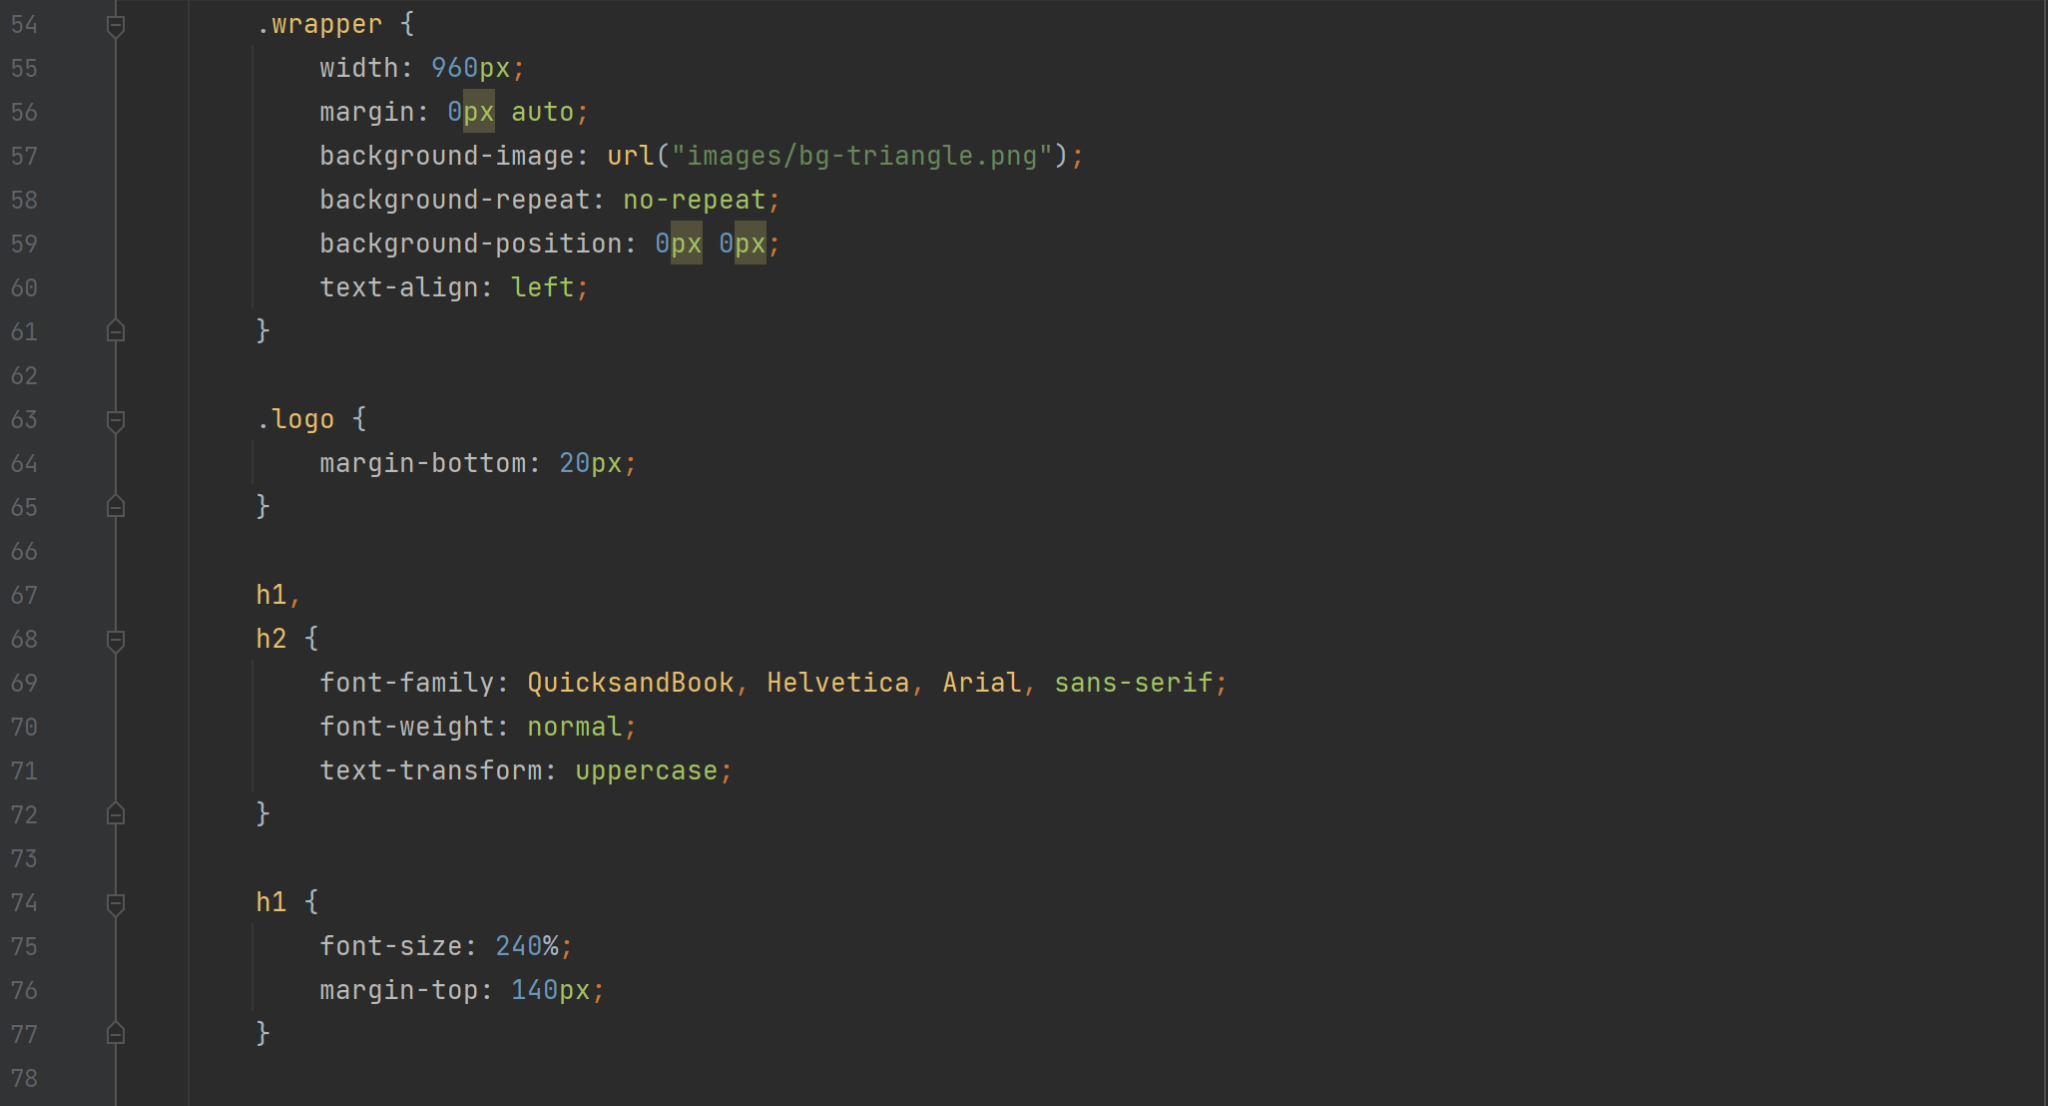 54 .wrapper {
55 width: 960px;
56 margin: 0px auto;
57 background-image: url("images/bg-triangle.png");
58 background-repeat: no-repeat;
59 background-position: 0px 0px;
60 text-align: left;
61 }
62
63 .logo {
64 margin-bottom: 20px;
65 }
66
67 h1,
68 h2 {
69 font-family: QuicksandBook, Helvetica, Arial, sans-serif;
70 font-weight: normal;
71 text-transform: uppercase;
72 }
73
74 h1 {
75 font-size: 240%;
76 margin-top: 140px;
77 }
78